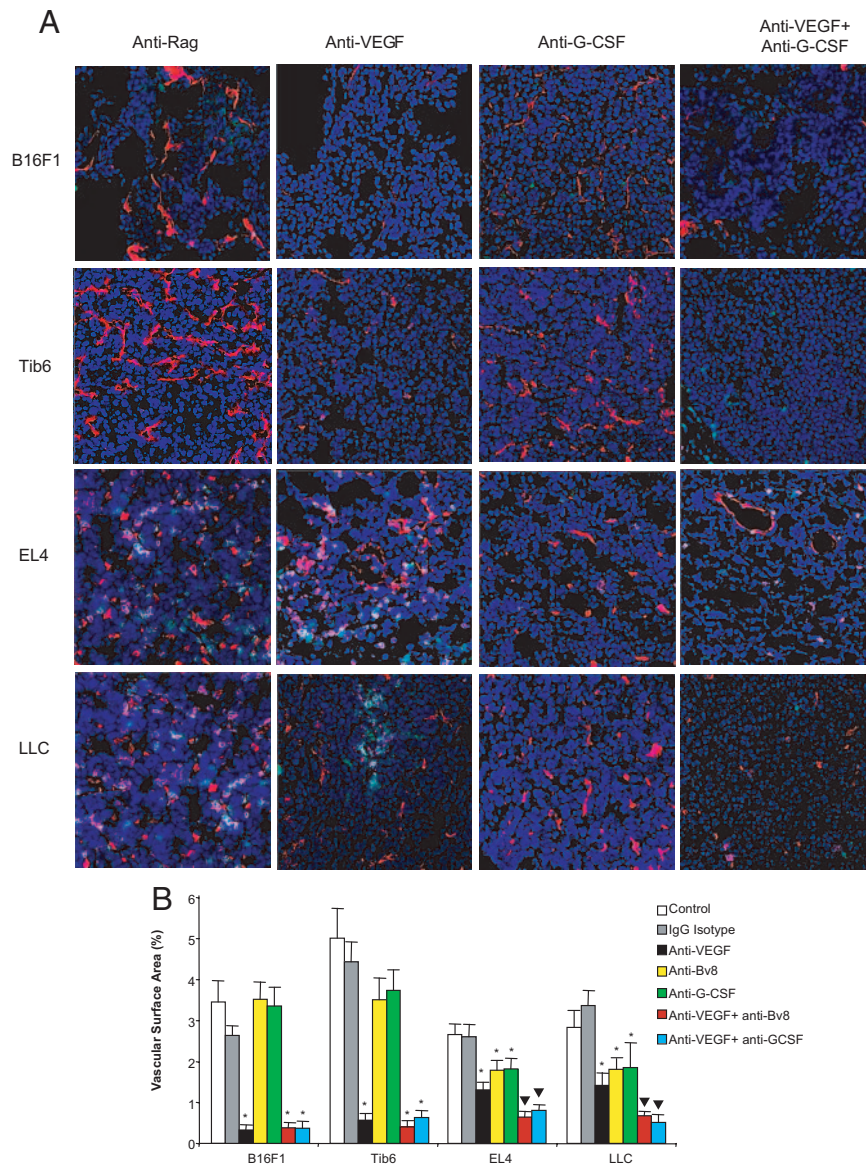 A
Anti-Rag
Anti-VEGF
Anti-G-CSF
Anti-VEGF+
Anti-G-CSF
B16F1
Tib6
EL4
LLC
B
Vascular Surface Area (%)
6
5
4
3
2
1
0
* * * * * * * * * * * * ▼ ▼ * * * ▼ ▼
B16F1 Tib6 EL4 LLC
Control
IgG Isotype
Anti-VEGF
Anti-Bv8
Anti-G-CSF
Anti-VEGF+ anti-Bv8
Anti-VEGF+ anti-GCSF